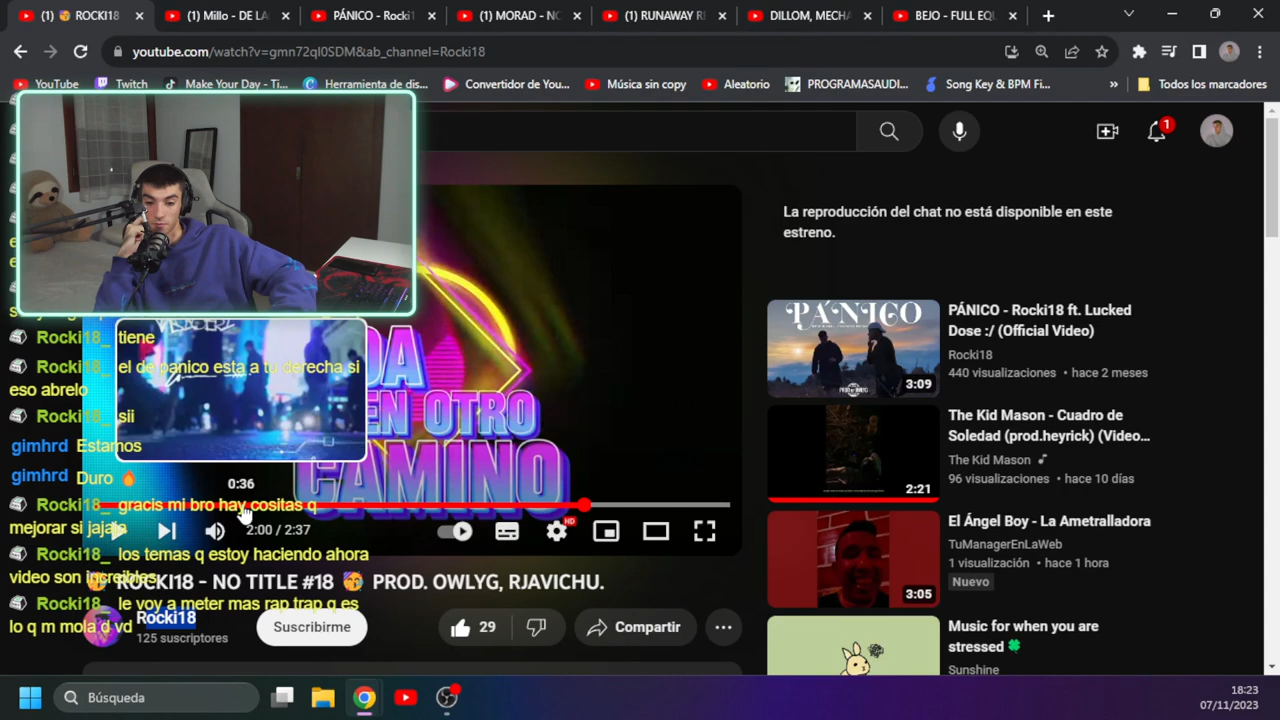 (1) 🥳 ROCKI18
(1) Millo - DE LA
PÁNICO - Rocki1
(1) MORAD - NO
(1) RUNAWAY RE
DILLOM, MECHA
BEJO - FULL EQU
youtube.com/watch?v=gmn72ql0SDM&ab_channel=Rocki18
YouTube
Twitch
Make Your Day - Ti...
Herramienta de dis...
Convertidor de You...
Música sin copy
Aleatorio
PROGRAMASAUDI...
Song Key & BPM Fi...
»
Todos los marcadores
1
La reproducción del chat no está disponible en este
estreno.
Rocki18_ tiene
Rocki18_ el de panico esta a tu derecha,si
eso abrelo
Rocki18_ sii
gimhrd Estamos
gimhrd Duro 🔥
Rocki18_ gracis mi bro hay cositas q
mejorar si jajaja
Rocki18_ los temas q estoy haciendo ahora
video son increibles
Rocki18_ le voy a meter mas rap trap q es
lo q m mola d vd
EN OTRO
CAMINO
0:36
2:00 / 2:37
HD
🥳 ROCKI18 - NO TITLE #18 🥳 PROD. OWLYG, RJAVICHU.
Rocki18
125 suscriptores
Suscribirme
29
Compartir
PÁNICO
3:09
PÁNICO - Rocki18 ft. Lucked
Dose :/ (Official Video)
Rocki18
440 visualizaciones • hace 2 meses
2:21
The Kid Mason - Cuadro de
Soledad (prod.heyrick) (Video...
The Kid Mason
96 visualizaciones • hace 10 días
3:05
El Ángel Boy - La Ametralladora
TuManagerEnLaWeb
1 visualización • hace 1 hora
Nuevo
Music for when you are
stressed 🍀
Sunshine
Búsqueda
18:23
07/11/2023